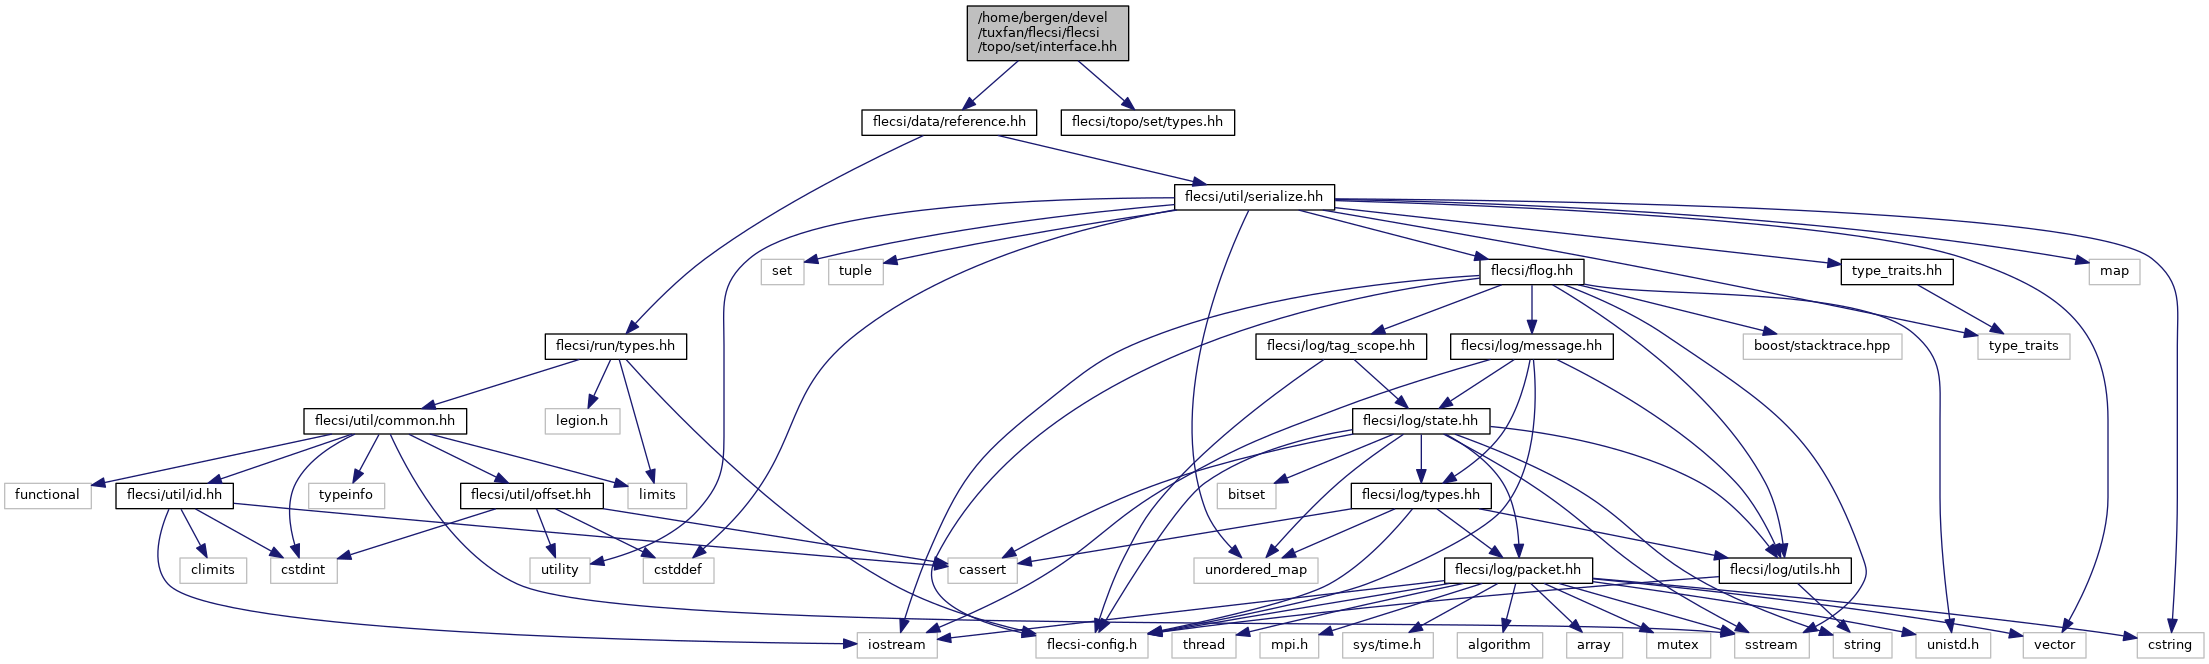 /home/bergen/devel
/tuxfan/flecsi/flecsi
/topo/set/interface.hh
flecsi/data/reference.hh
flecsi/topo/set/types.hh
flecsi/util/serialize.hh
set
tuple
flecsi/flog.hh
type_traits.hh
map
flecsi/run/types.hh
flecsi/log/tag_scope.hh
flecsi/log/message.hh
boost/stacktrace.hpp
type_traits
flecsi/util/common.hh
legion.h
flecsi/log/state.hh
functional
flecsi/util/id.hh
typeinfo
flecsi/util/offset.hh
limits
bitset
flecsi/log/types.hh
climits
cstdint
utility
cstddef
cassert
unordered_map
flecsi/log/packet.hh
flecsi/log/utils.hh
iostream
flecsi-config.h
thread
mpi.h
sys/time.h
algorithm
array
mutex
sstream
string
unistd.h
vector
cstring